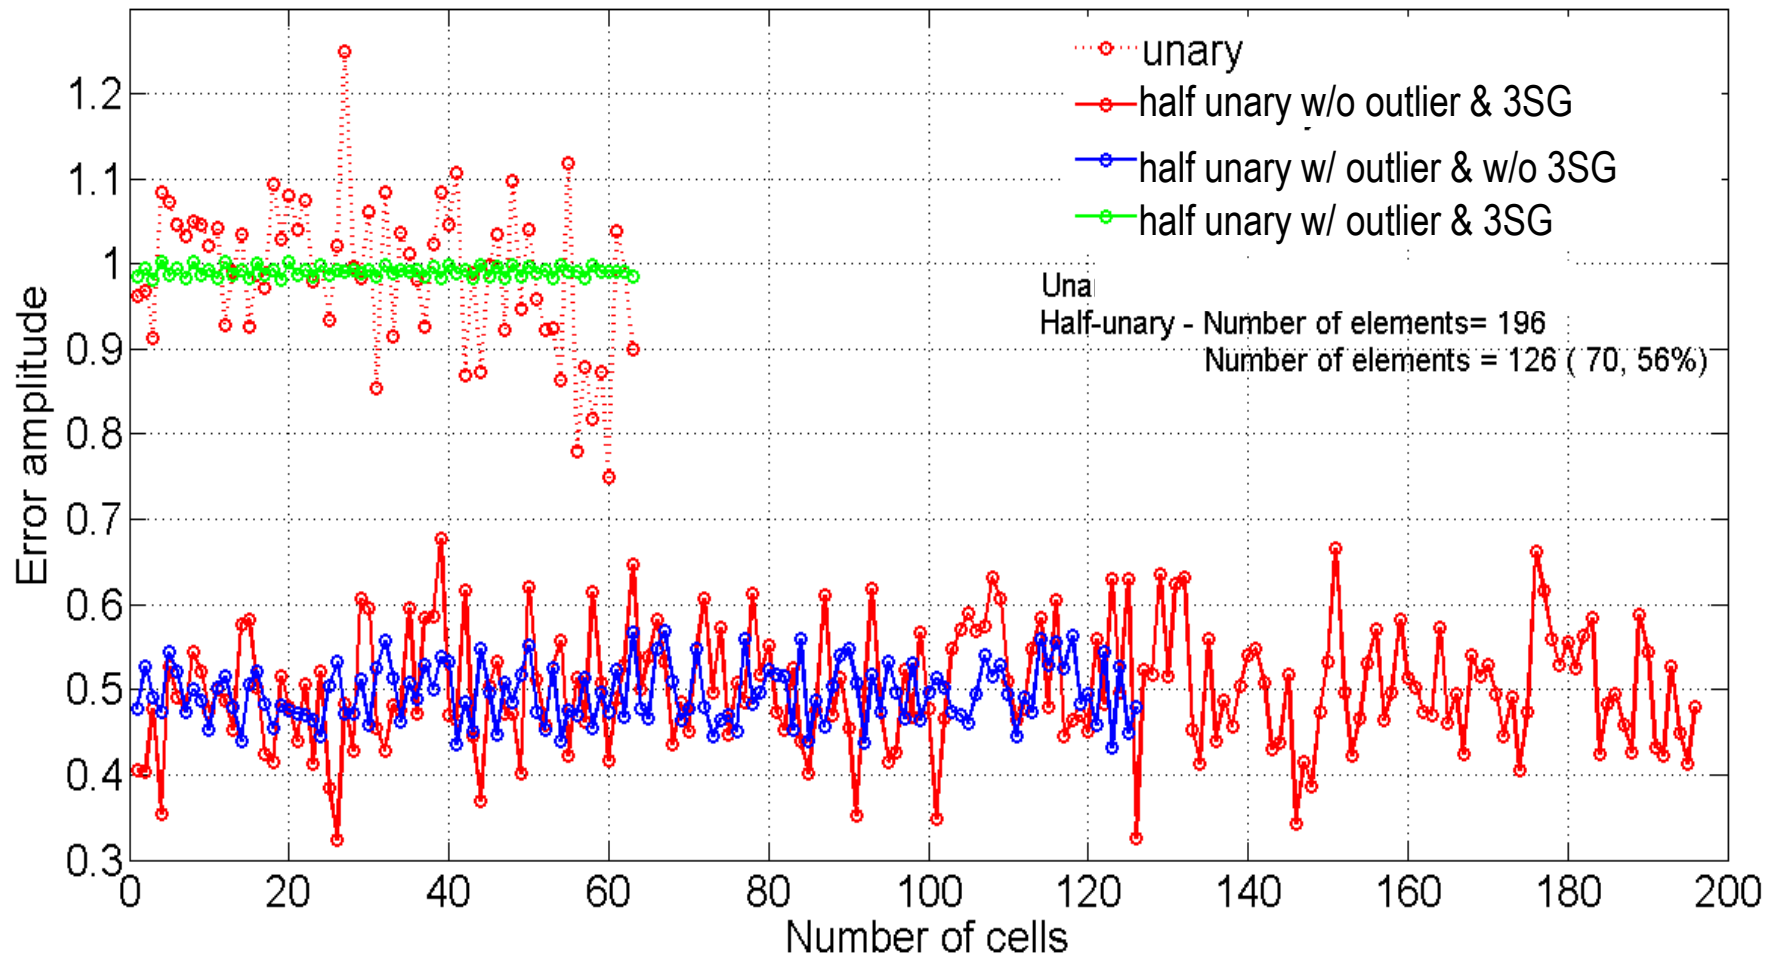 unary
half unary w/o outlier & 3SG
half unary w/ outlier & w/o 3SG
half unary w/ outlier & 3SG
Una
Half-unary - Number of elements= 196
Number of elements = 126 ( 70, 56%)
Error amplitude
1.2
1.1
1
0.9
0.8
0.7
0.6
0.5
0.4
0.3
0 20 40 60 80 100 120 140 160 180 200
Number of cells